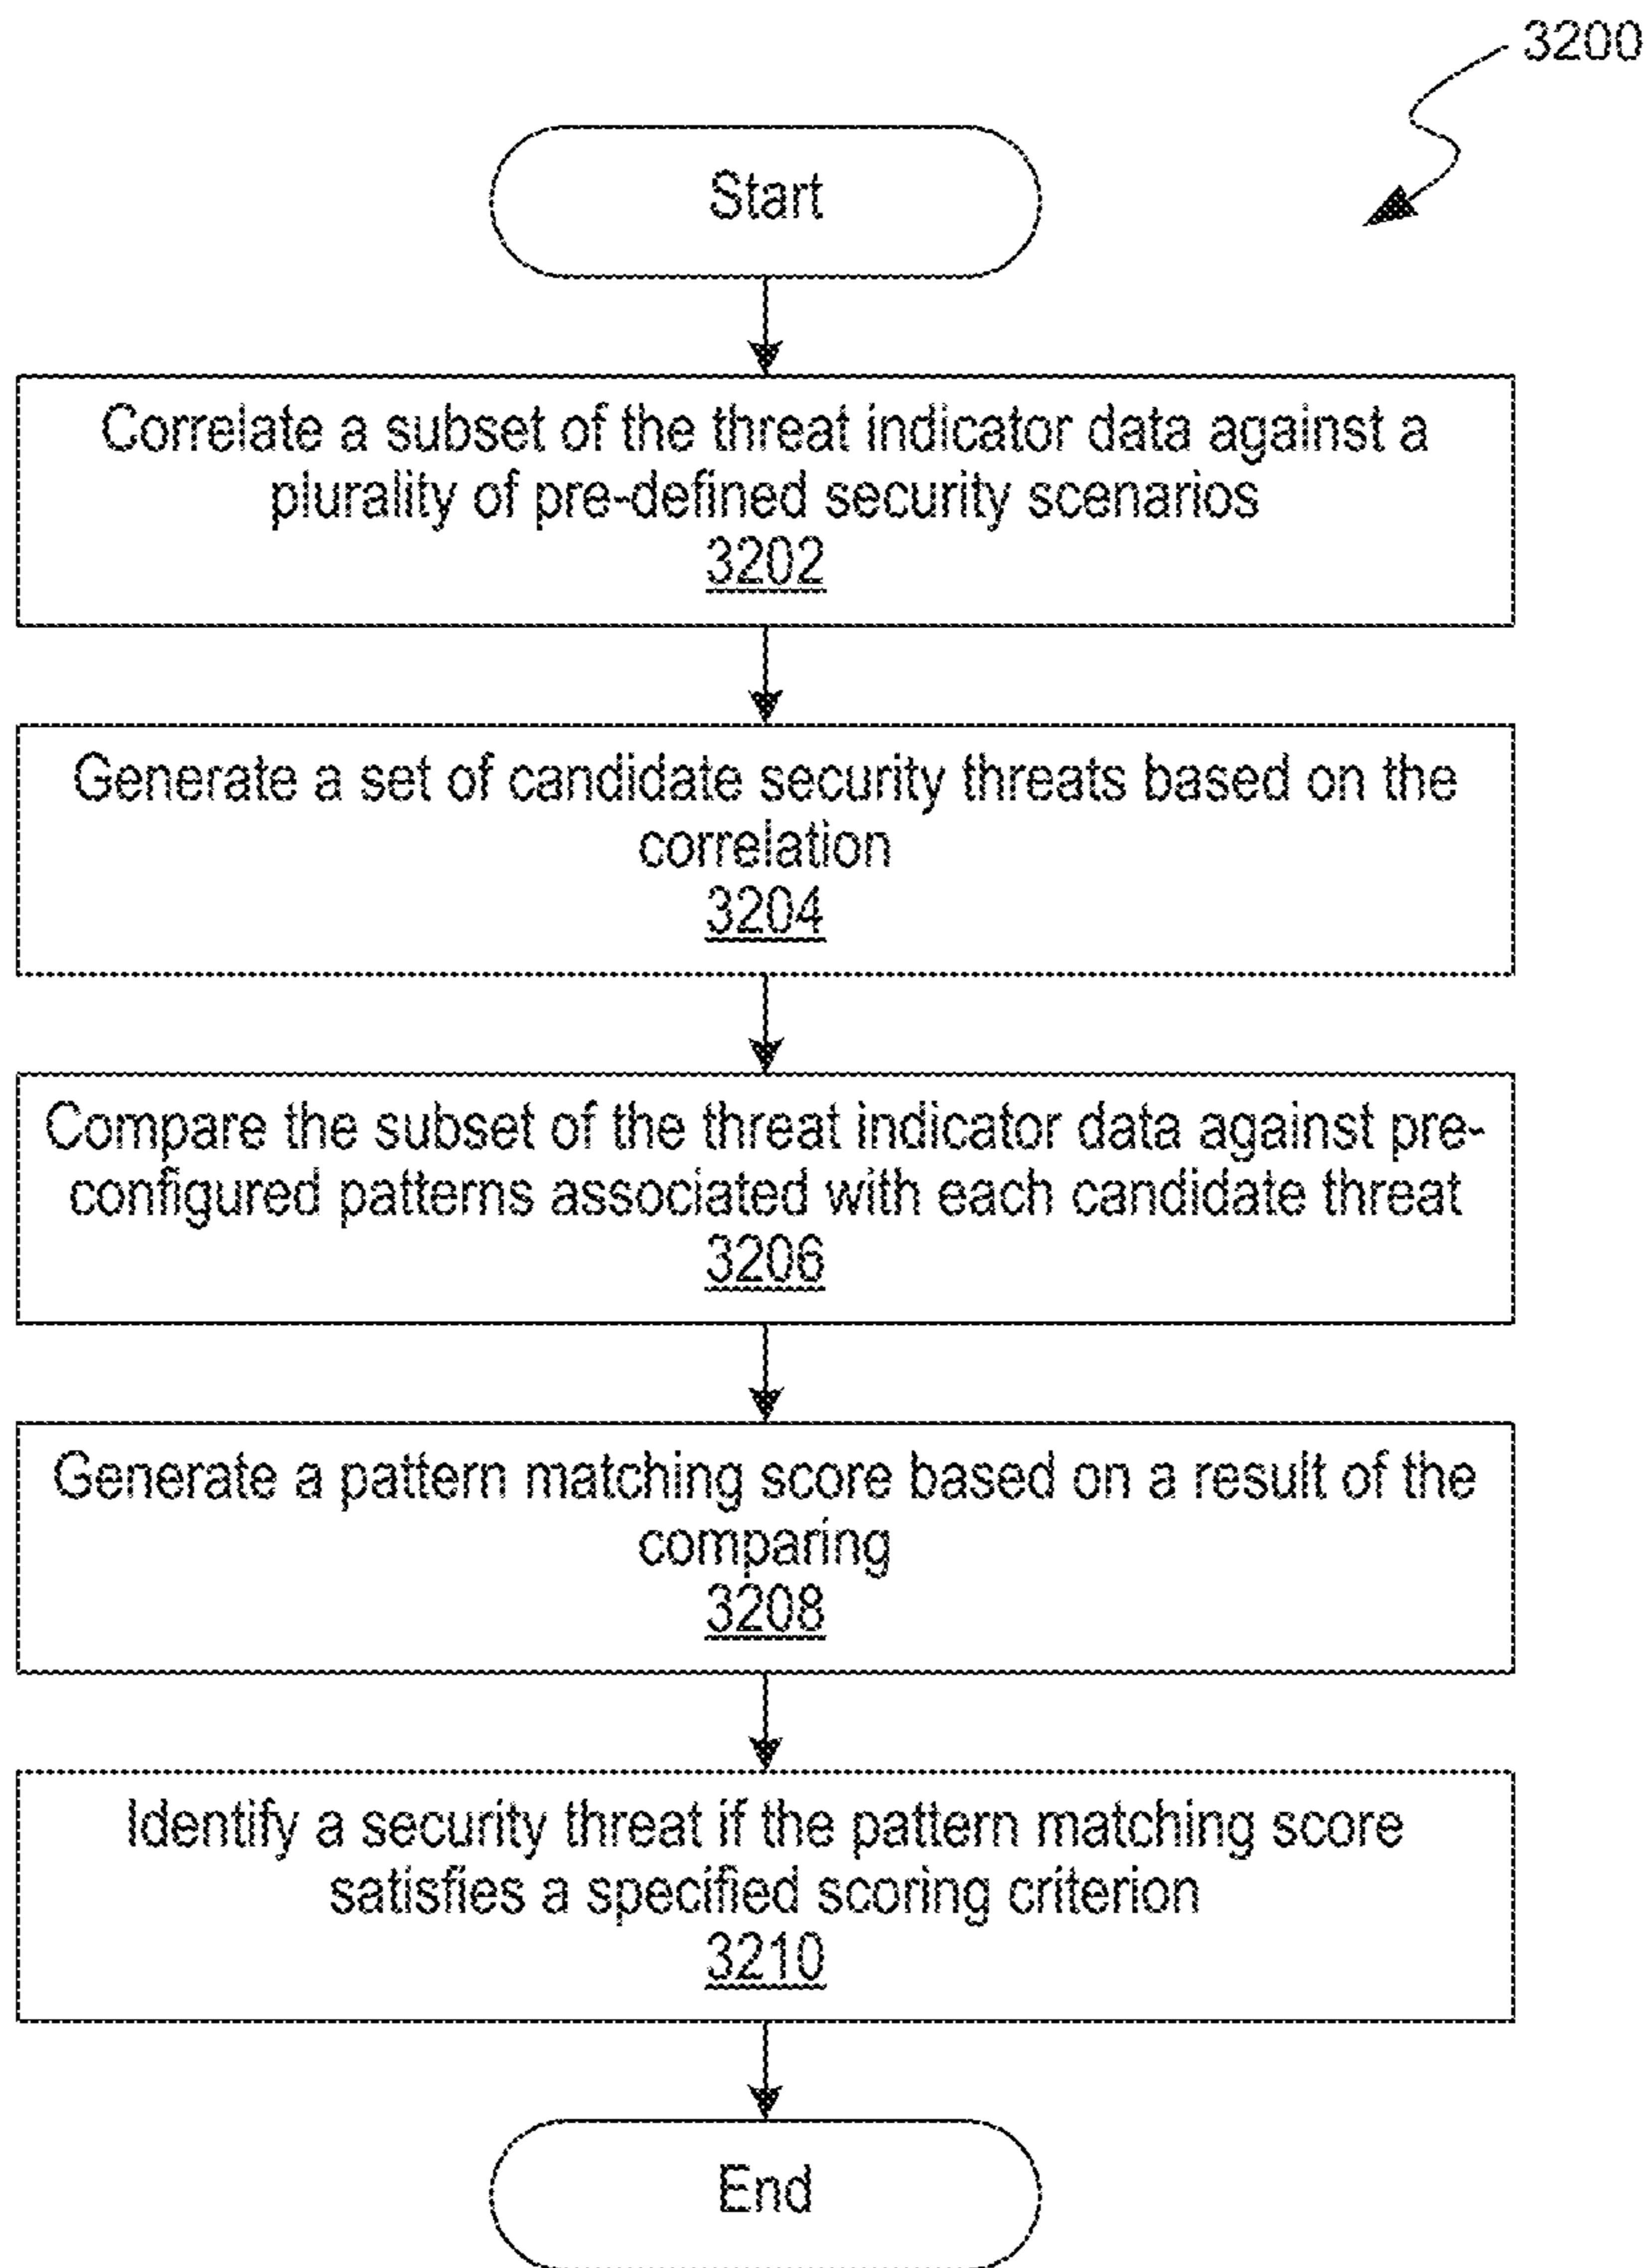 3200
Start
Correlate a subset of the threat indicator data against a
plurality of pre-defined security scenarios
3202
Generate a set of candidate security threats based on the
correlation
3204
Compare the subset of the threat indicator data against pre-
configured patterns associated with each candidate threat
3206
Generate a pattern matching score based on a result of the
comparing
3208
Identify a security threat if the pattern matching score
satisfies a specified scoring criterion
3210
End